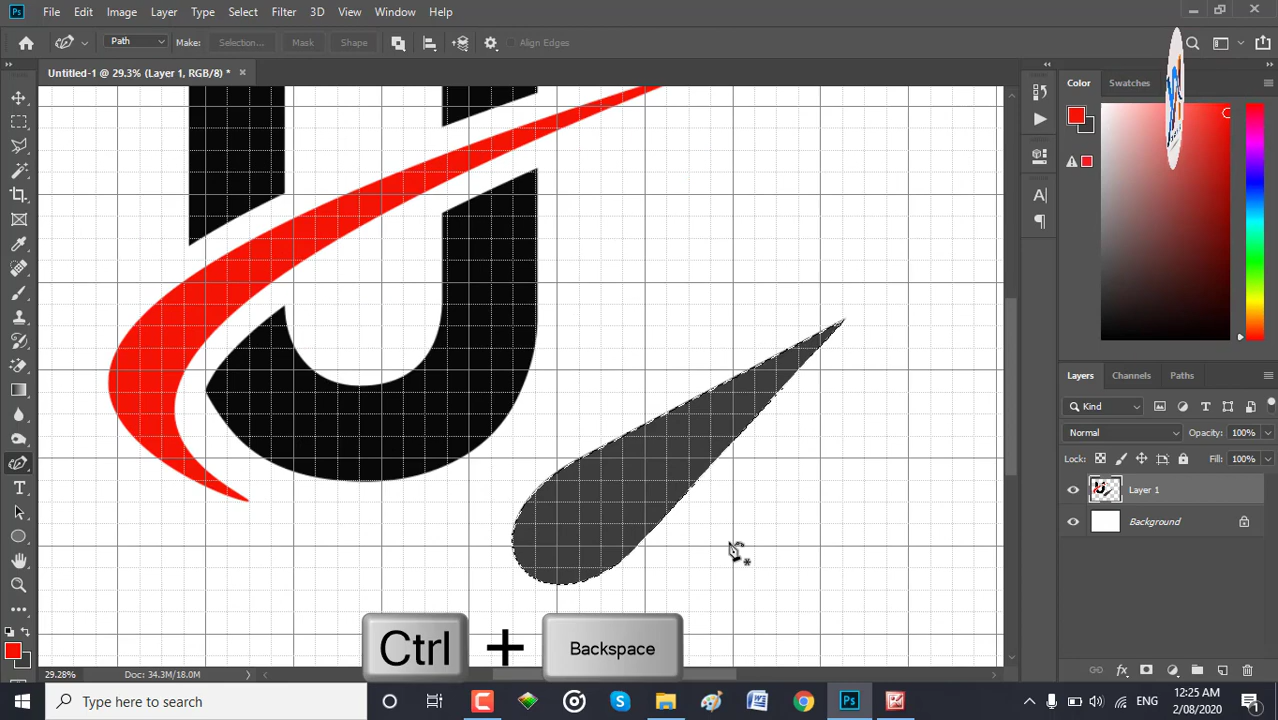 Ps File Edit Image Layer Type Select Filter 3D View Window Help
Path Make: Selection... Mask Shape Align Edges
Untitled-1 @ 29.3% (Layer 1, RGB/8) *
Color Swatches
Layers Channels Paths
Kind
Normal Opacity: 100%
Lock: Fill: 100%
Layer 1
Background
Ctrl + Backspace
29.28% Doc: 34.3M/18.0M
Type here to search
ENG
12:25 AM
2/08/2020